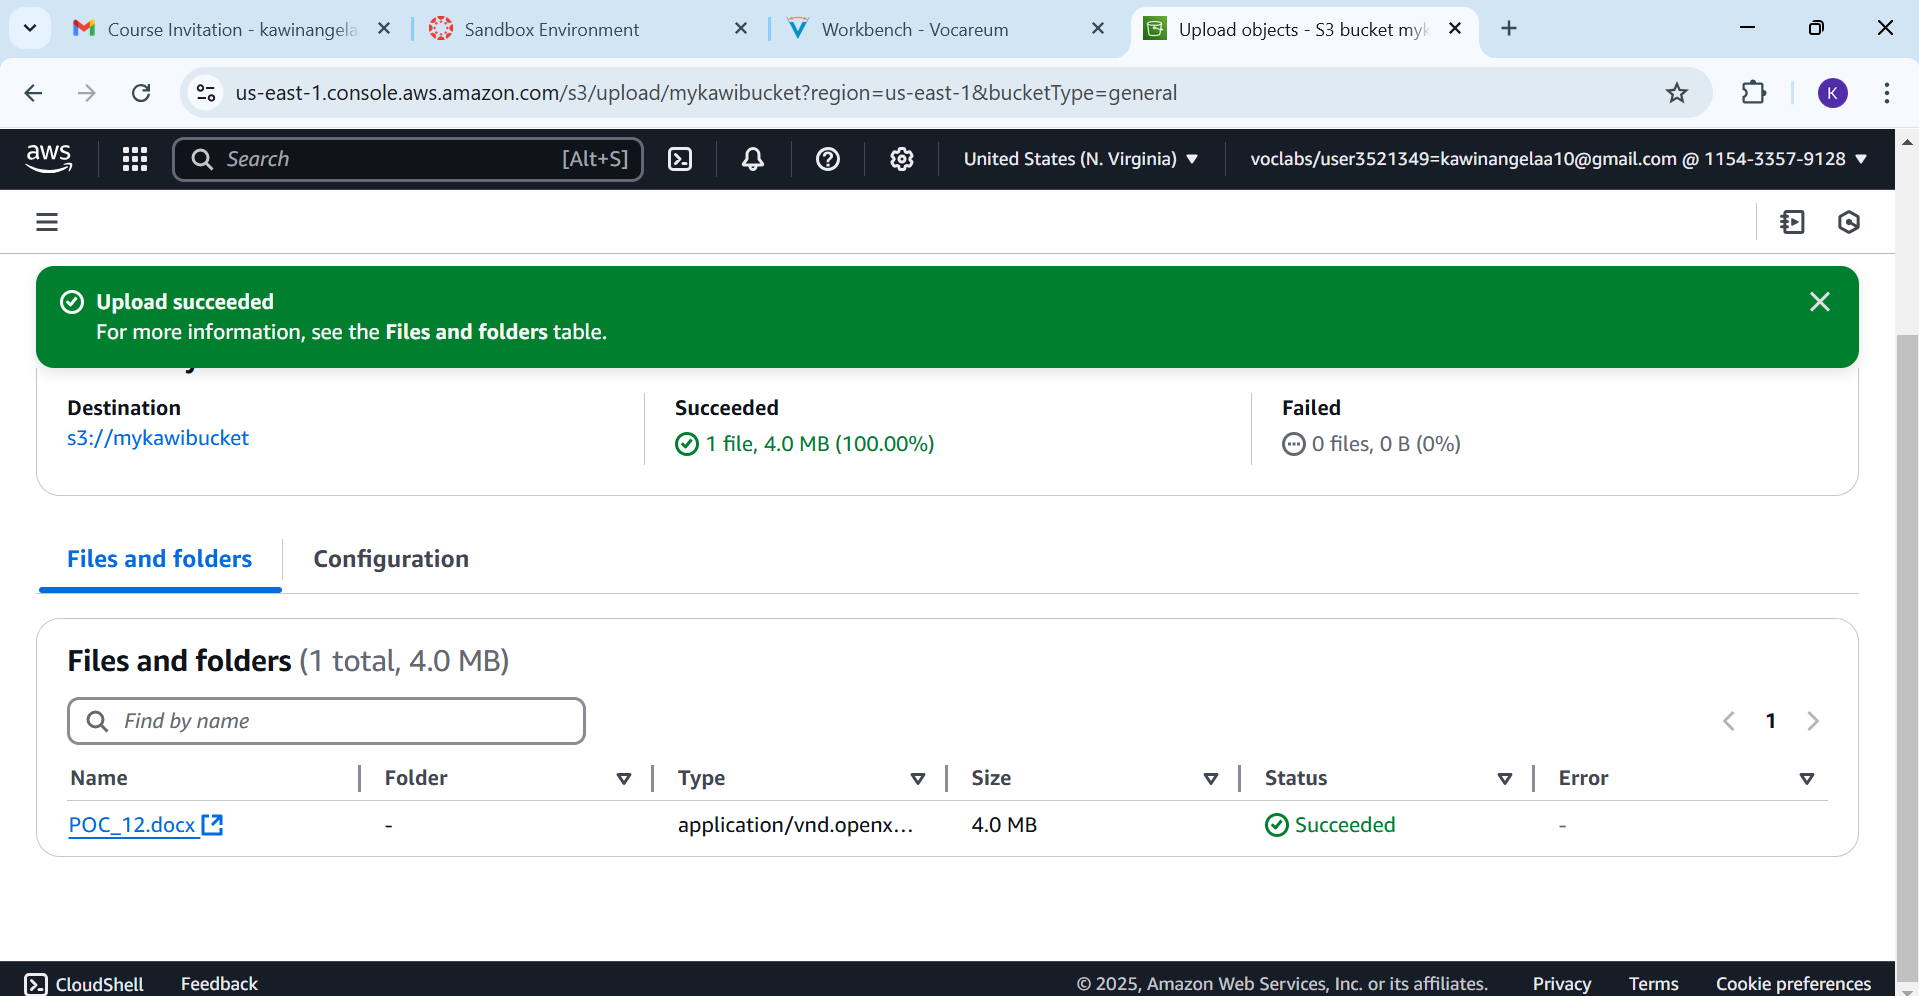 Course Invitation - kawinangela
Sandbox Environment
Workbench - Vocareum
Upload objects - S3 bucket myk
us-east-1.console.aws.amazon.com/s3/upload/mykawibucket?region=us-east-1&bucketType=general
K
aws
Search
[Alt+S]
United States (N. Virginia)
voclabs/user3521349=kawinangelaa10@gmail.com @ 1154-3357-9128
Upload succeeded
For more information, see the Files and folders table.
Destination
s3://mykawibucket
Succeeded
1 file, 4.0 MB (100.00%)
Failed
0 files, 0 B (0%)
Files and folders
Configuration
Files and folders (1 total, 4.0 MB)
Find by name
1
Name Folder Type Size Status Error
POC_12.docx - application/vnd.openx... 4.0 MB Succeeded -
CloudShell Feedback © 2025, Amazon Web Services, Inc. or its affiliates. Privacy Terms Cookie preferences